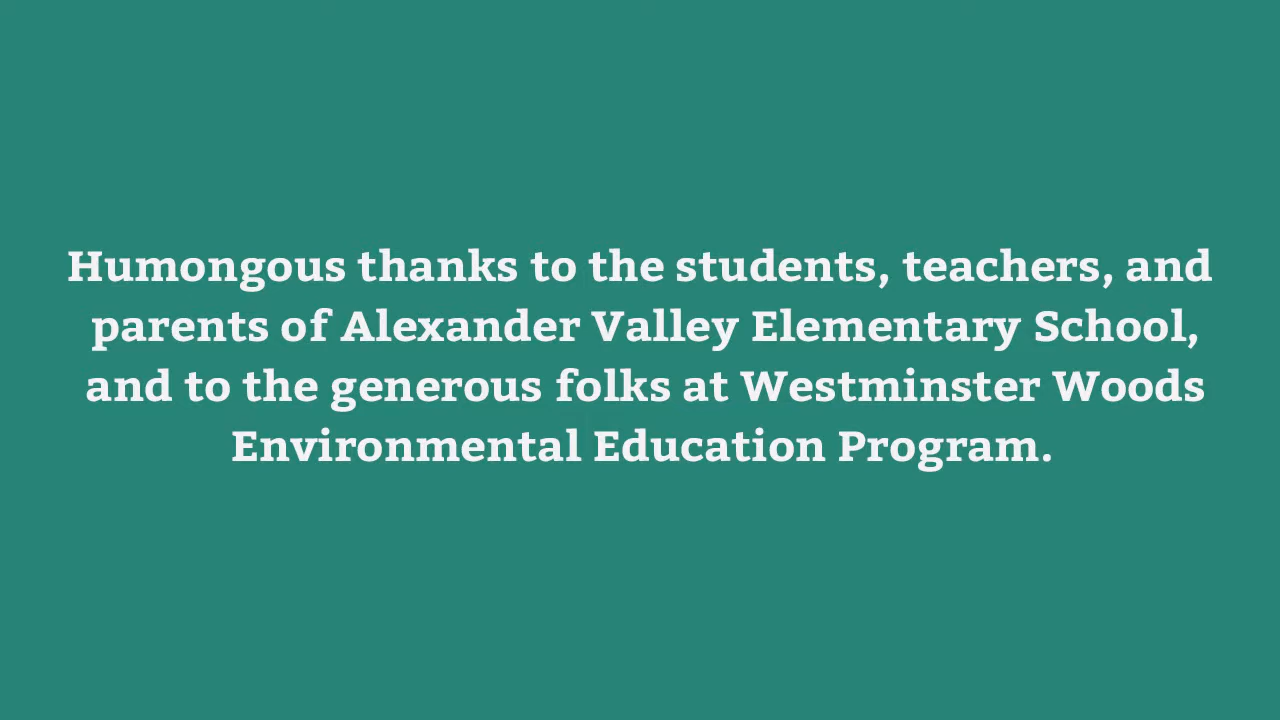 Humongous thanks to the students, teachers, and
parents of Alexander Valley Elementary School,
and to the generous folks at Westminster Woods
Environmental Education Program.